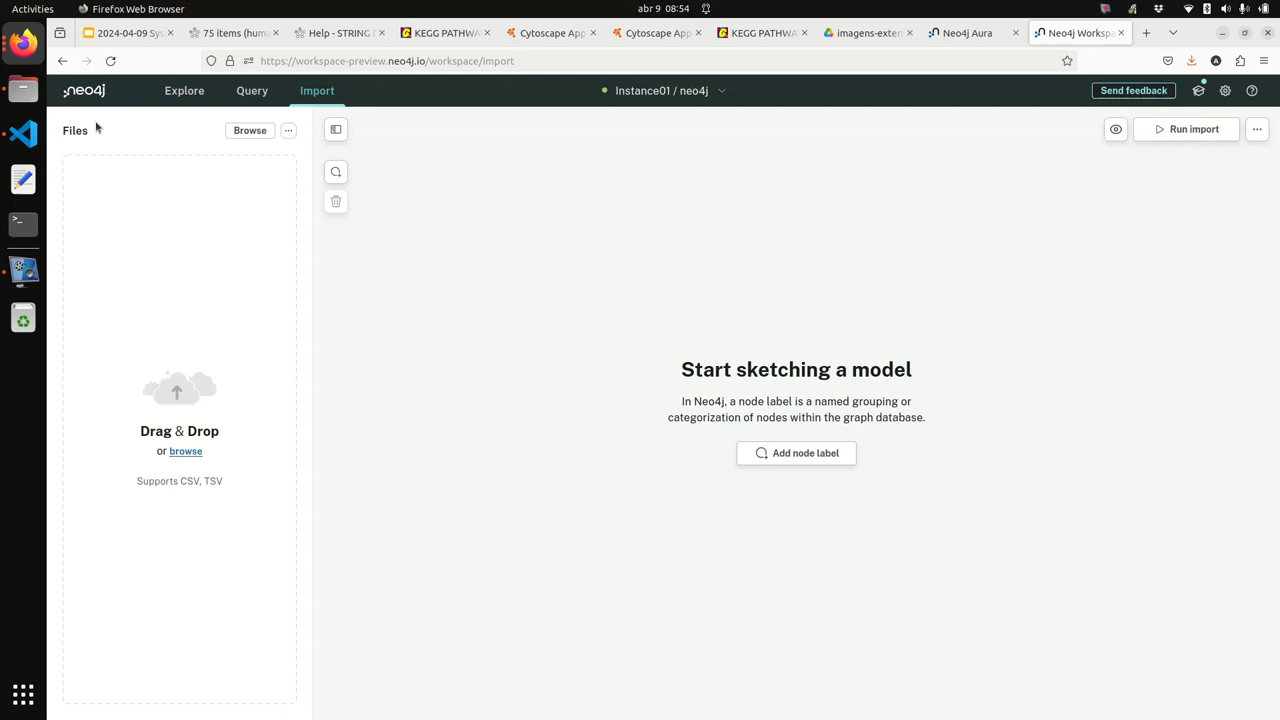 Activities
Firefox Web Browser
abr 9 08:54
2024-04-09 Sys
75 items (huma
Help - STRING
KEGG PATHWA
Cytoscape App
Cytoscape App
KEGG PATHWA
imagens-exter
Neo4j Aura
Neo4j Workspa
https://workspace-preview.neo4j.io/workspace/import
neo4j
Explore
Query
Import
Instance01 / neo4j
Send feedback
Files
Browse
Run import
Start sketching a model
In Neo4j, a node label is a named grouping or
categorization of nodes within the graph database.
Add node label
Drag & Drop
or browse
Supports CSV, TSV